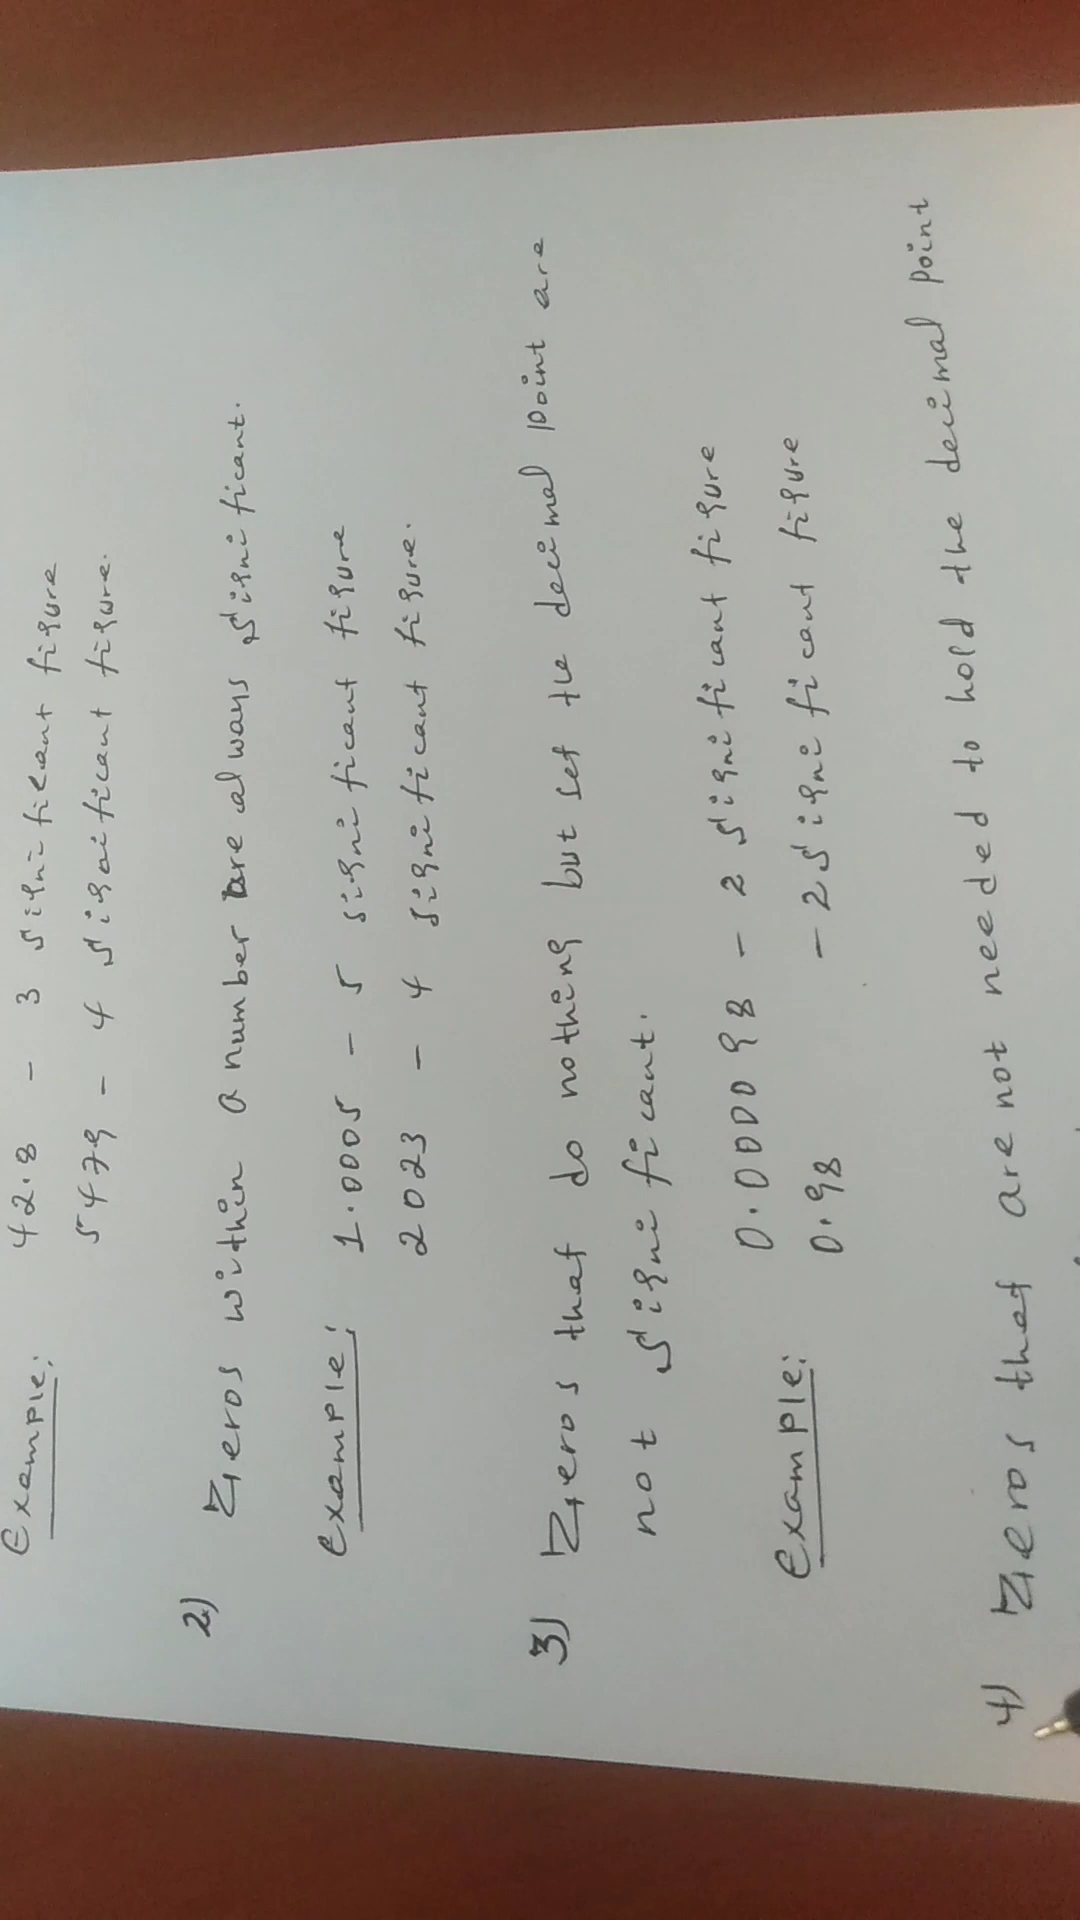 Example:   42.8 - 3 significant figure
5479 - 4 significant figure.
2) Zeros within a number are always significant.
Example:   1.0005 - 5 significant figure
2023 - 4 significant figure.
3) Zeros that do nothing but set the decimal point are
not significant.
Example:   0.000098 - 2 significant figure
0.98 - 2 significant figure
4) Zeros that are not needed to hold the decimal point